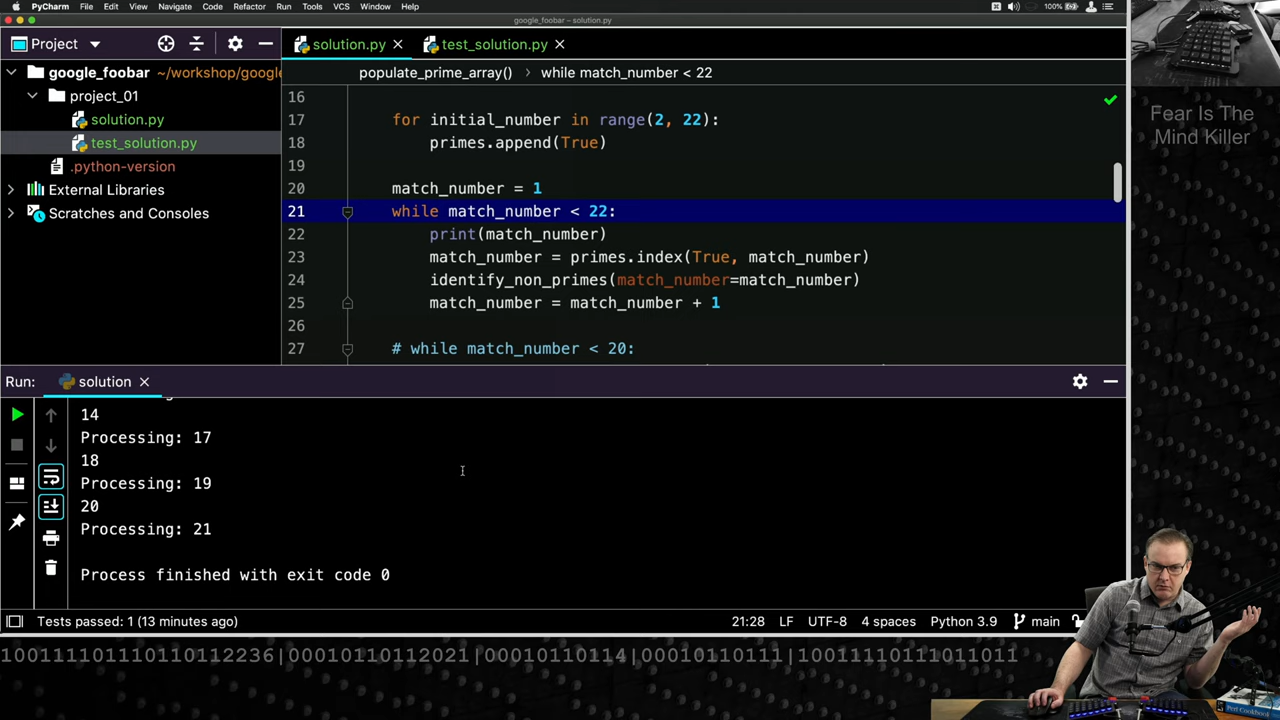 PyCharm File Edit View Navigate Code Refactor Run Tools VCS Window Help
100%
google_foobar – solution.py
Project
solution.py
test_solution.py
Fear Is The
Mind Killer
google_foobar ~/workshop/google
project_01
solution.py
test_solution.py
.python-version
External Libraries
Scratches and Consoles
populate_prime_array() › while match_number < 22
16
17 for initial_number in range(2, 22):
18 primes.append(True)
19
20 match_number = 1
21 while match_number < 22:
22 print(match_number)
23 match_number = primes.index(True, match_number)
24 identify_non_primes(match_number=match_number)
25 match_number = match_number + 1
26
27 # while match_number < 20:
Run: solution
14
Processing: 17
18
Processing: 19
20
Processing: 21
Process finished with exit code 0
Tests passed: 1 (13 minutes ago)
21:28 LF UTF-8 4 spaces Python 3.9 main
Perl Cookbook